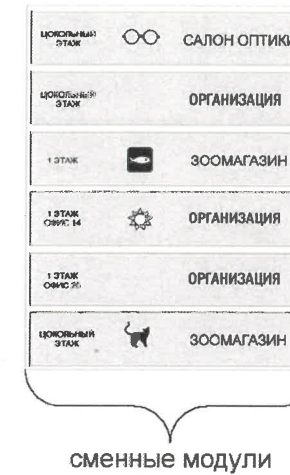 ЦОКОЛЬНЫЙ
ЭТАЖ
САЛОН ОПТИКИ
ЦОКОЛЬНЫЙ
ЭТАЖ
ОРГАНИЗАЦИЯ
1 ЭТАЖ
ЗООМАГАЗИН
1 ЭТАЖ
ОФИС 14
ОРГАНИЗАЦИЯ
1 ЭТАЖ
ОФИС
ОРГАНИЗАЦИЯ
ЦОКОЛЬНЫЙ
ЭТАЖ
ЗООМАГАЗИН
сменные модули